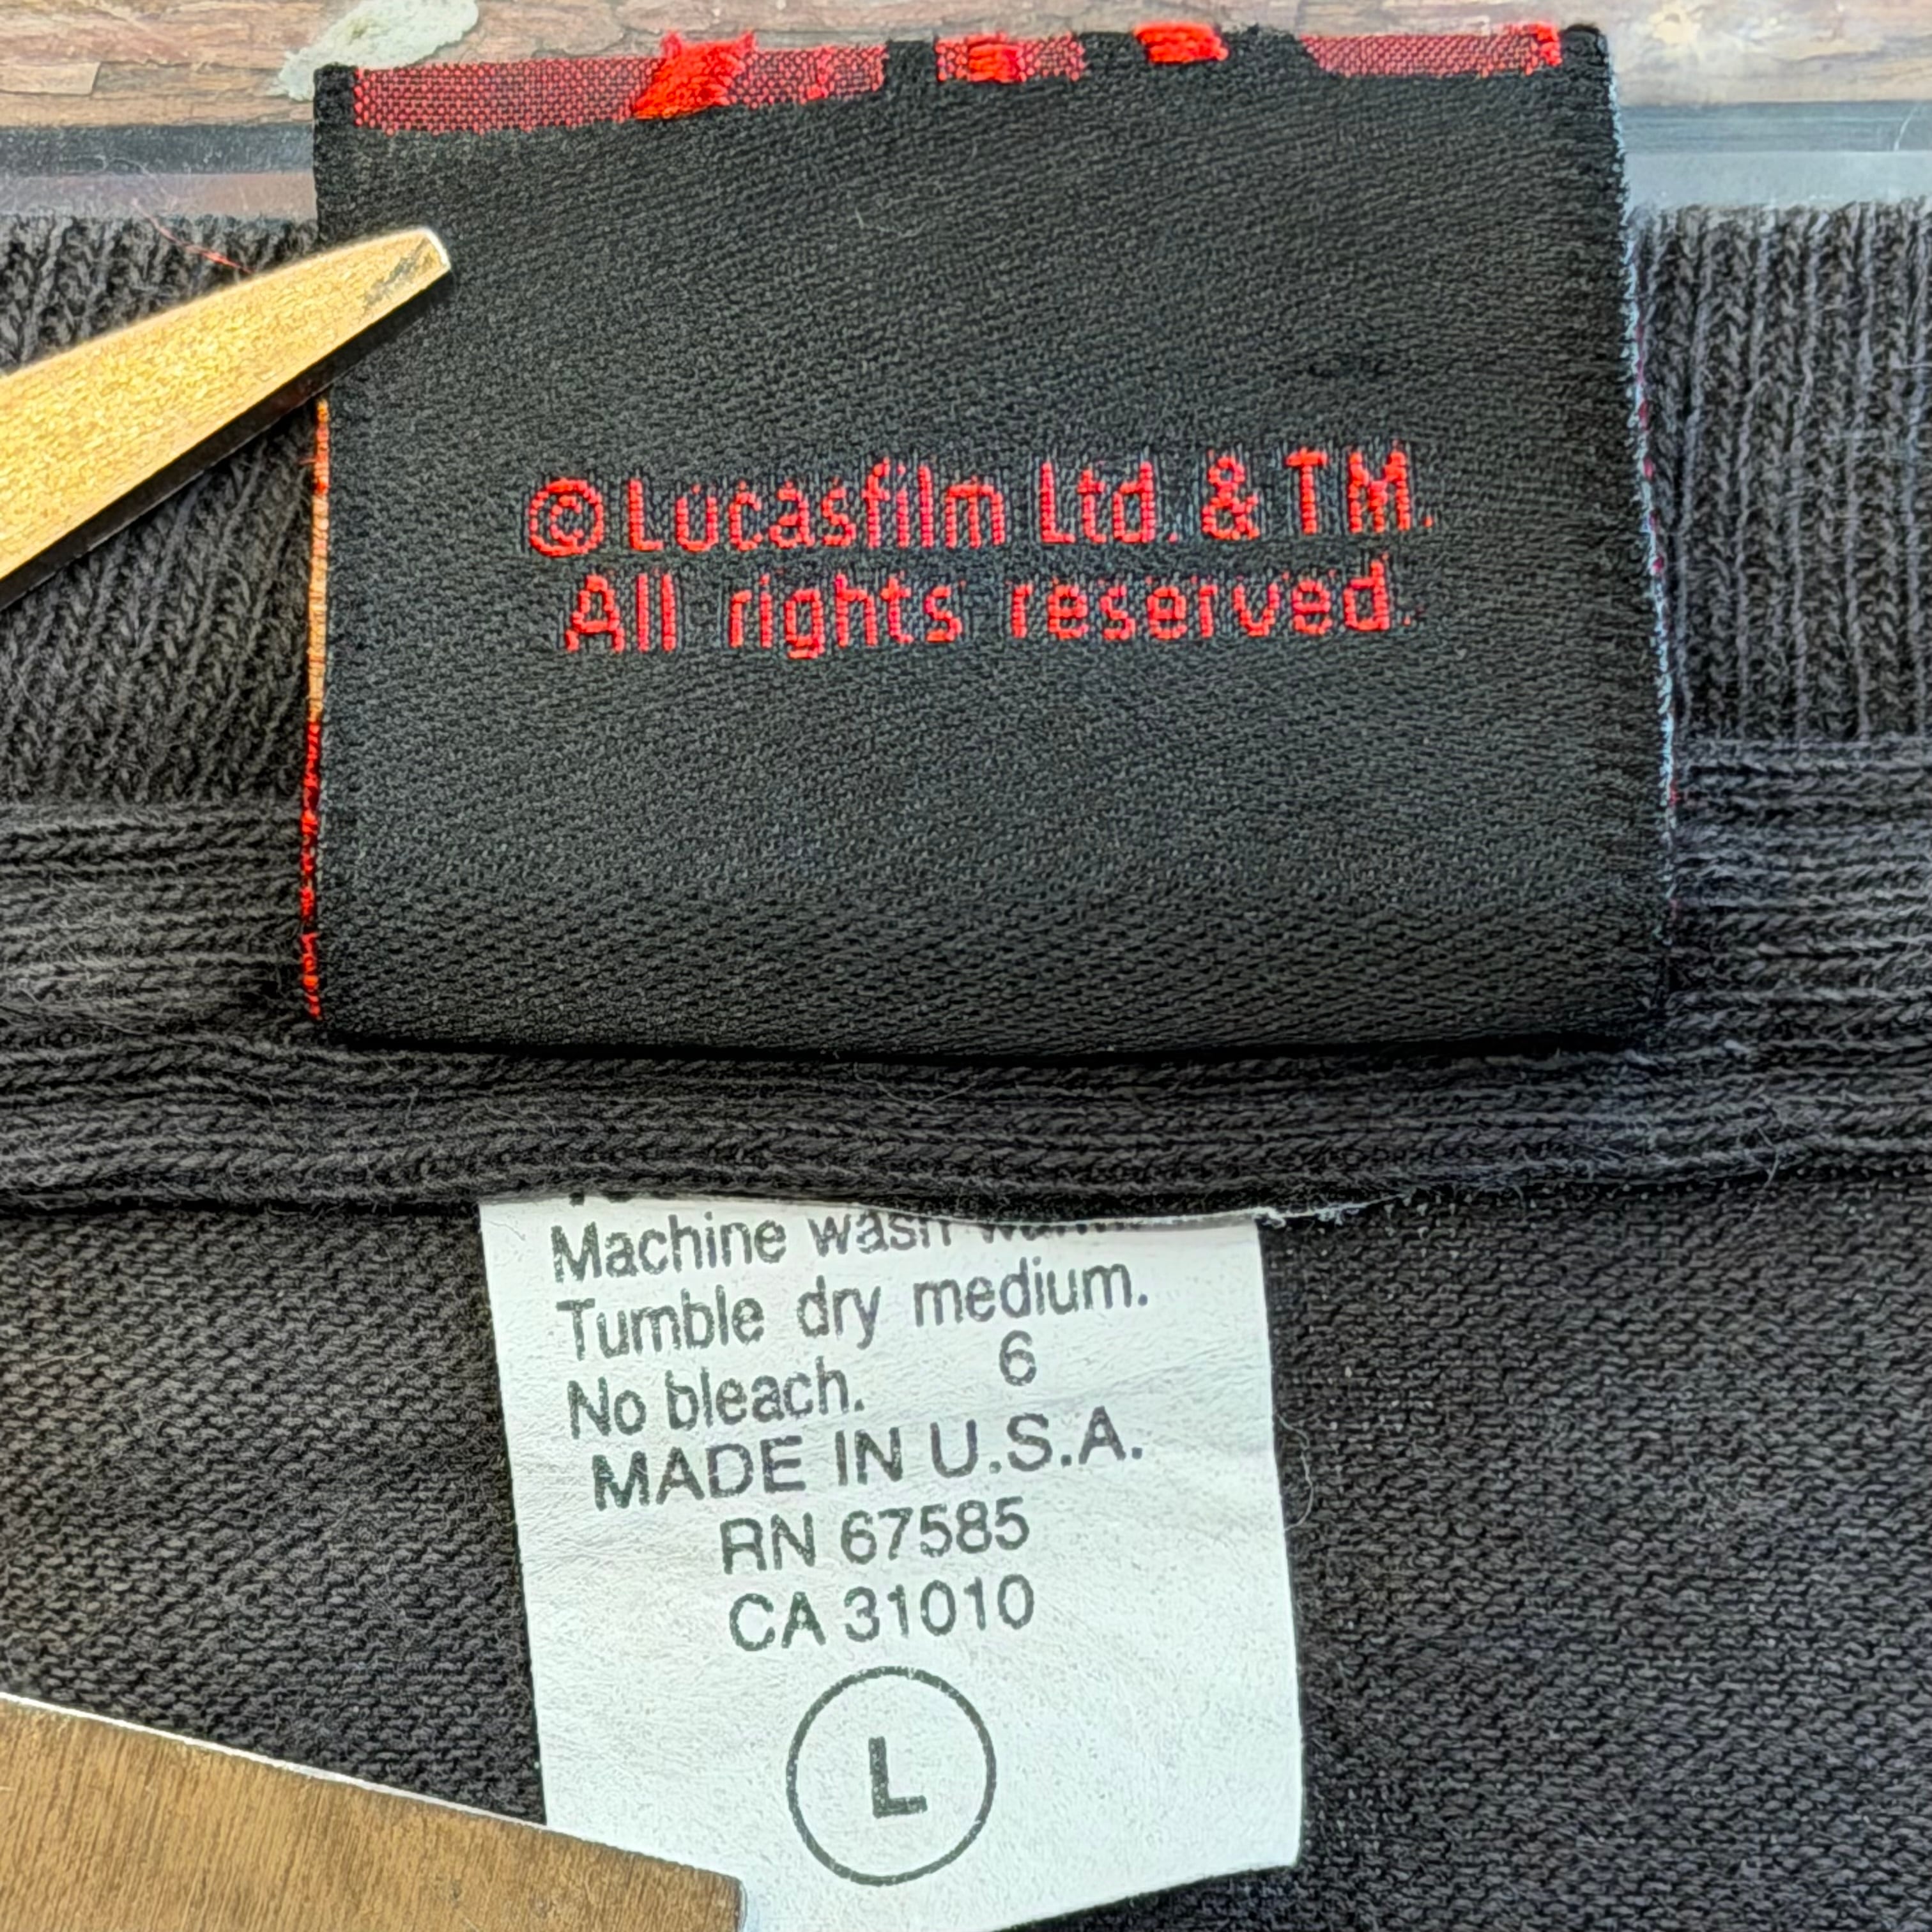 ©Lucasfilm Ltd. & TM.
All rights reserved.
Machine wash
Tumble dry medium.
No bleach. 6
MADE IN U.S.A.
RN 67585
CA 31010
L